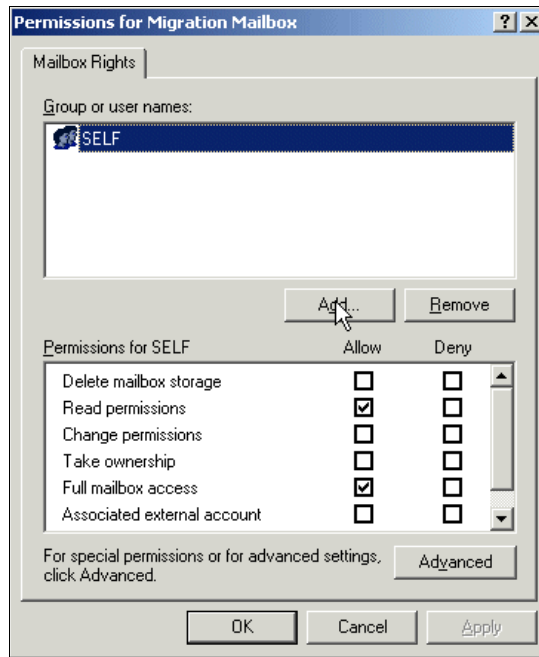 Permissions for Migration Mailbox
Mailbox Rights
Group or user names:
SELF
Add...
Remove
Permissions for SELF Allow Deny
Delete mailbox storage
Read permissions
Change permissions
Take ownership
Full mailbox access
Associated external account
For special permissions or for advanced settings,
click Advanced.
Advanced
OK Cancel Apply